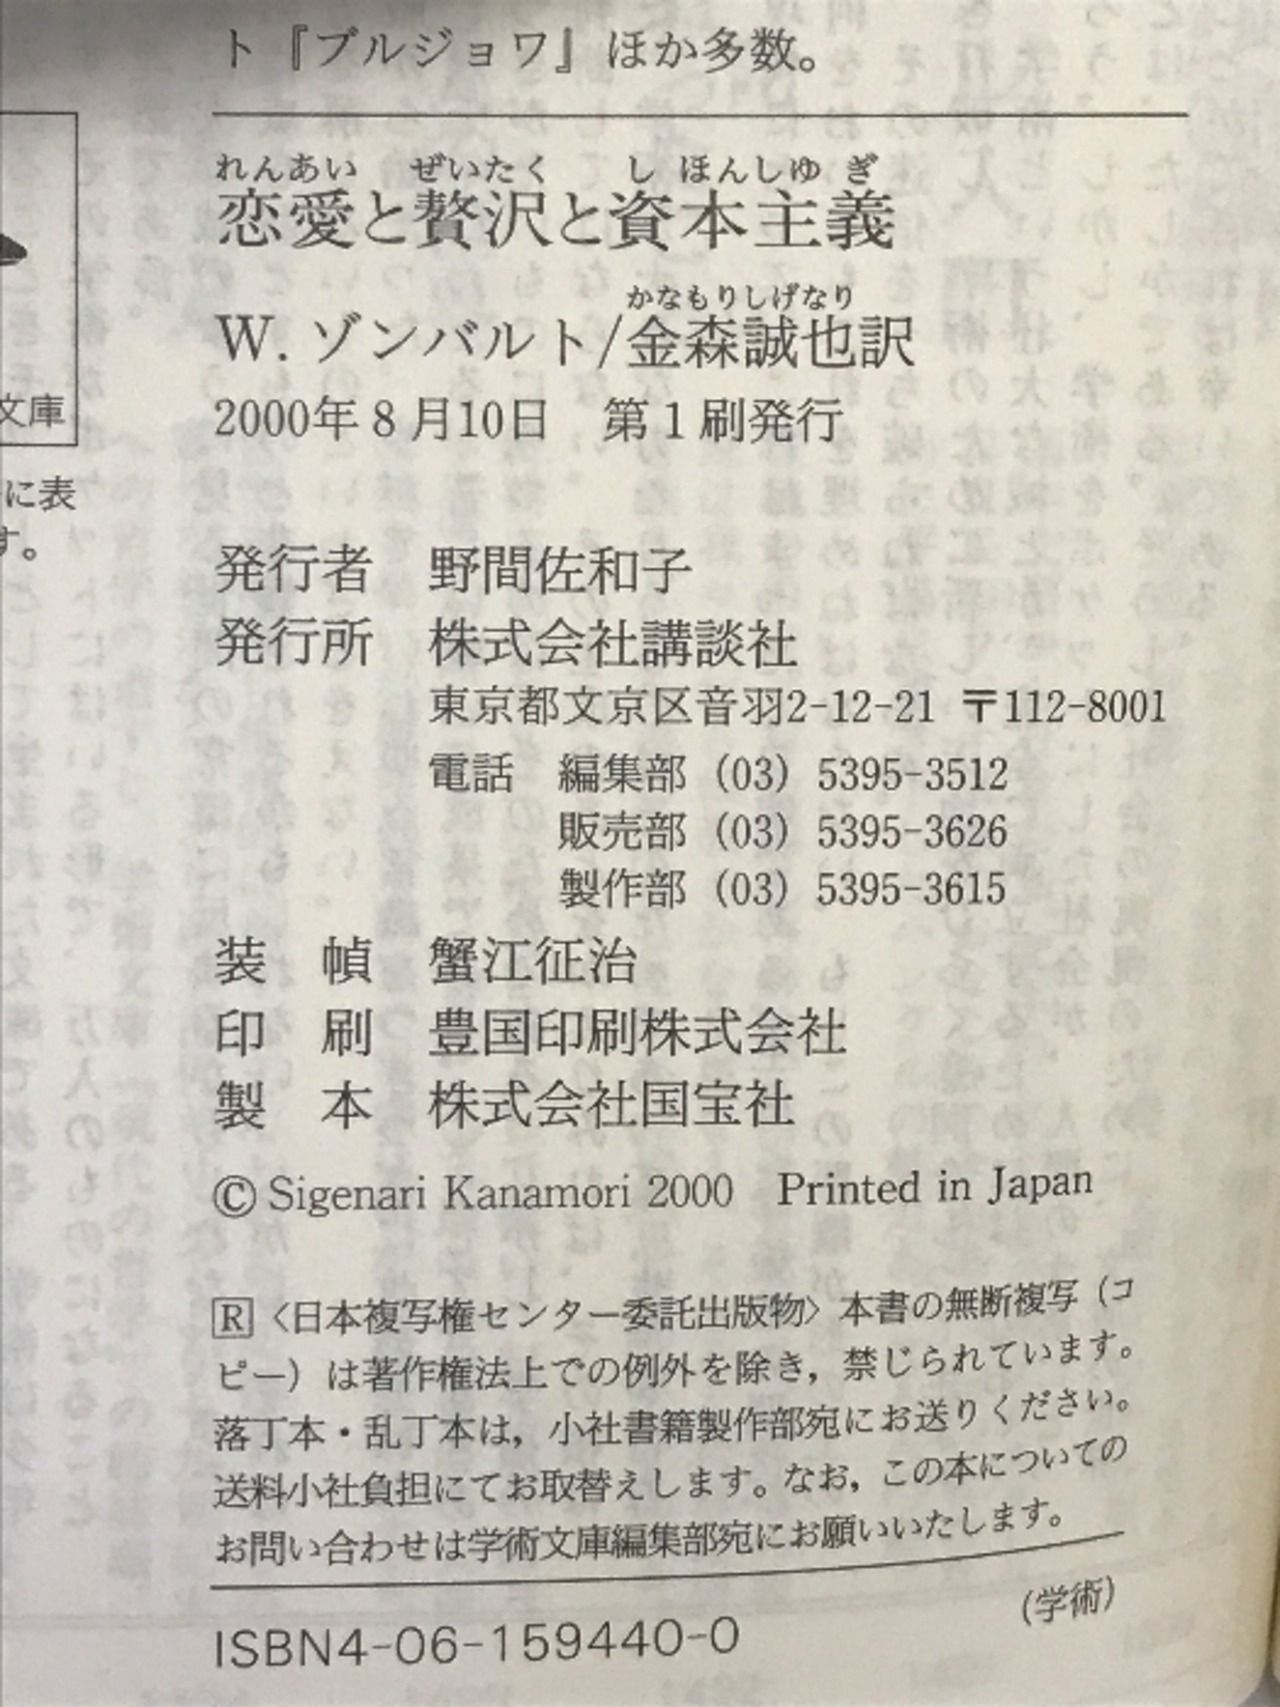 ト『ブルジョワ』ほか多数。
れんあい ぜいたく しほんしゆぎ
恋愛と贅沢と資本主義
かなもりしげなり
W. ゾンバルト/金森誠也訳
2000年8月10日 第1刷発行
発行者 野間佐和子
発行所 株式会社講談社
東京都文京区音羽2-12-21 〒112-8001
電話 編集部 (03) 5395-3512
販売部 (03) 5395-3626
製作部 (03) 5395-3615
装 幀 蟹江征治
印 刷 豊国印刷株式会社
製 本 株式会社国宝社
© Sigenari Kanamori 2000 Printed in Japan
R〈日本複写権センター委託出版物〉本書の無断複写（コ
ピー）は著作権法上での例外を除き，禁じられています。
落丁本・乱丁本は，小社書籍製作部宛にお送りください。
送料小社負担にてお取替えします。なお，この本についての
お問い合わせは学術文庫編集部宛にお願いいたします。
(学術)
ISBN4-06-159440-0
文庫
に表
す。